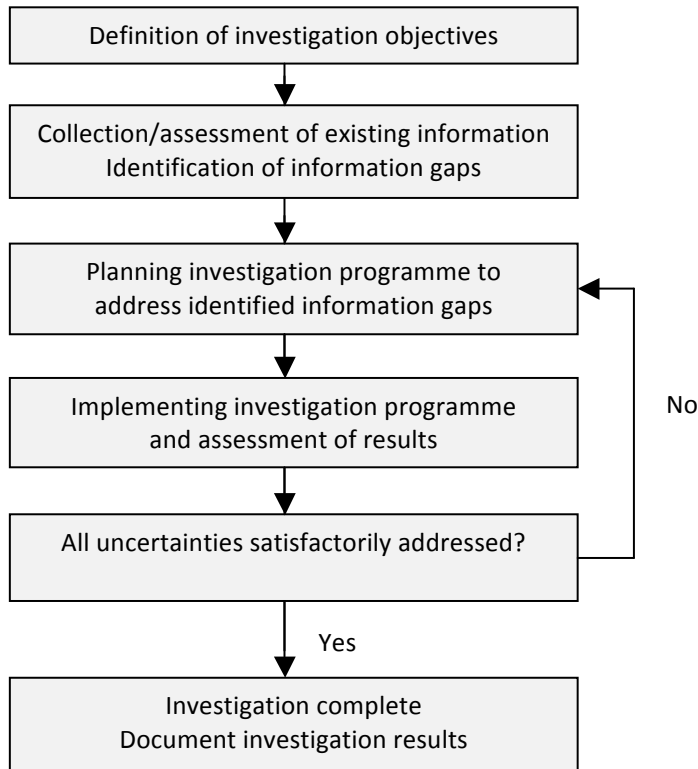 Definition of investigation objectives
Collection/assessment of existing information
Identification of information gaps
Planning investigation programme to
address identified information gaps
Implementing investigation programme
and assessment of results
No
All uncertainties satisfactorily addressed?
Yes
Investigation complete
Document investigation results